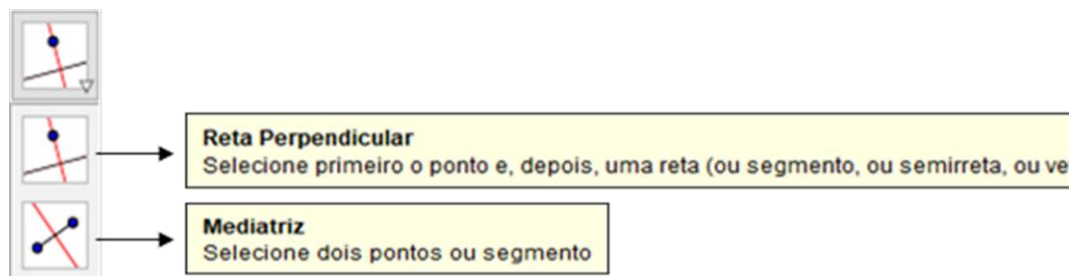 Reta Perpendicular
Selecione primeiro o ponto e, depois, uma reta (ou segmento, ou semirreta, ou
Mediatriz
Selecione dois pontos ou segmento